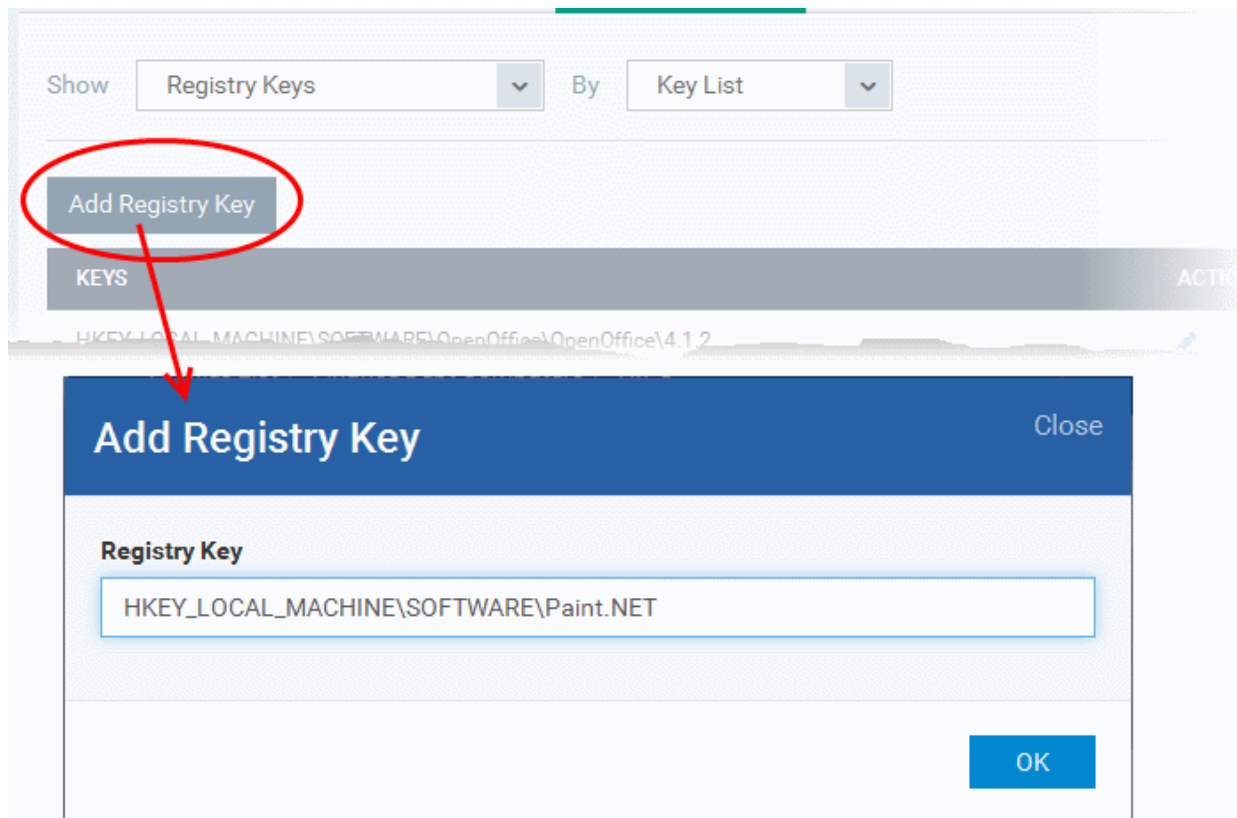 Show Registry Keys By Key List
Add Registry Key
KEYS ACTIO
HKEY_LOCAL_MACHINE\SOFTWARE\OpenOffice\OpenOffice\4.1.2
Add Registry Key Close
Registry Key
HKEY_LOCAL_MACHINE\SOFTWARE\Paint.NET
OK